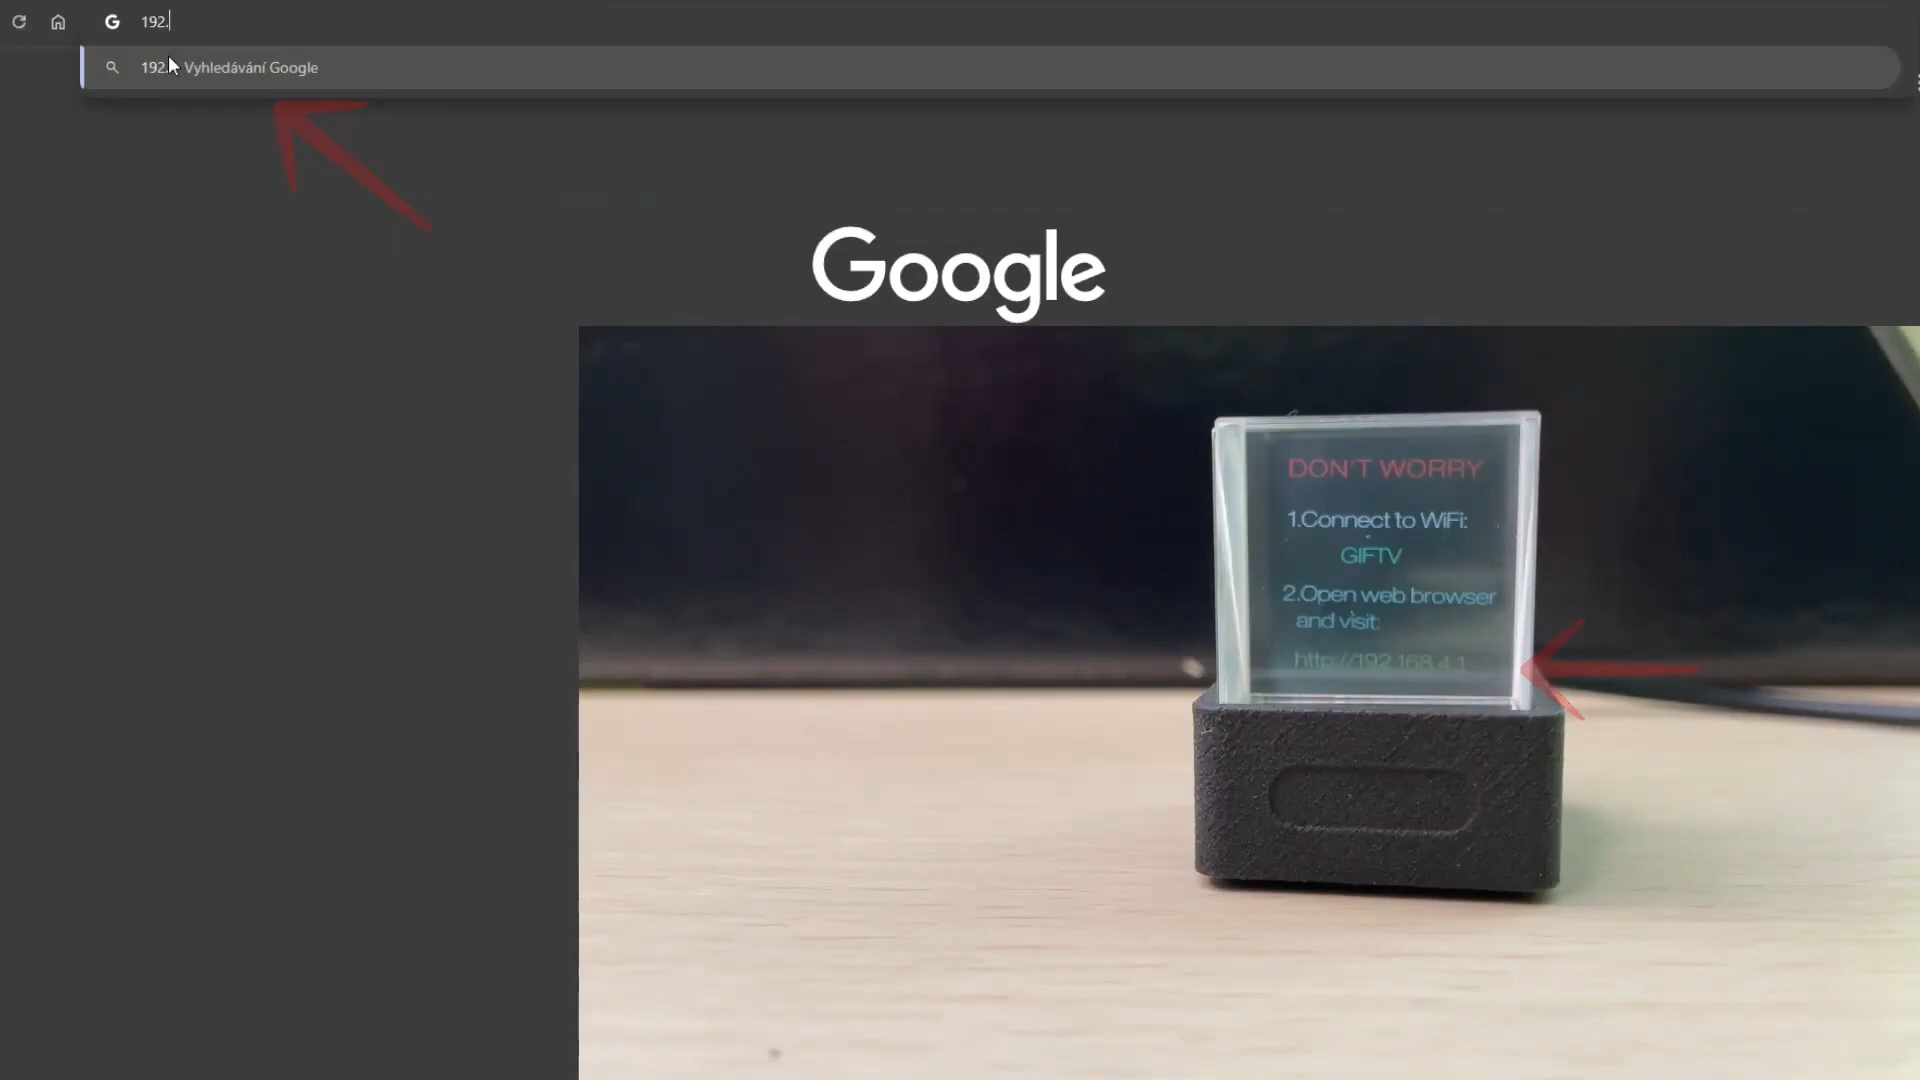 192.
192. Vyhledávání Google
Google
DON'T WORRY
1.Connect to WiFi:
GIFTV
2.Open web browser
and visit:
http://192.168.4.1